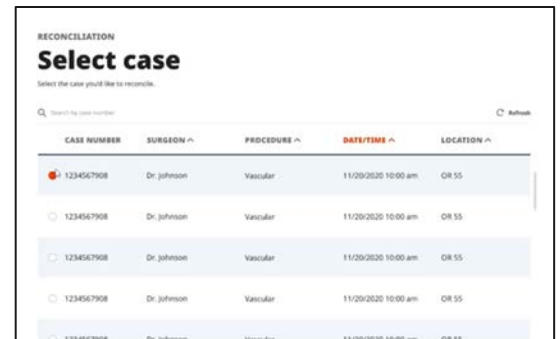 RECONCILIATION
Select case
Select the case you'd like to reconcile.
Search by case number Refresh
CASE NUMBER SURGEON PROCEDURE DATE/TIME LOCATION
1234567908 Dr. Johnson Vascular 11/20/2020 10:00 am OR 55
1234567908 Dr. Johnson Vascular 11/20/2020 10:00 am OR 55
1234567908 Dr. Johnson Vascular 11/20/2020 10:00 am OR 55
1234567908 Dr. Johnson Vascular 11/20/2020 10:00 am OR 55